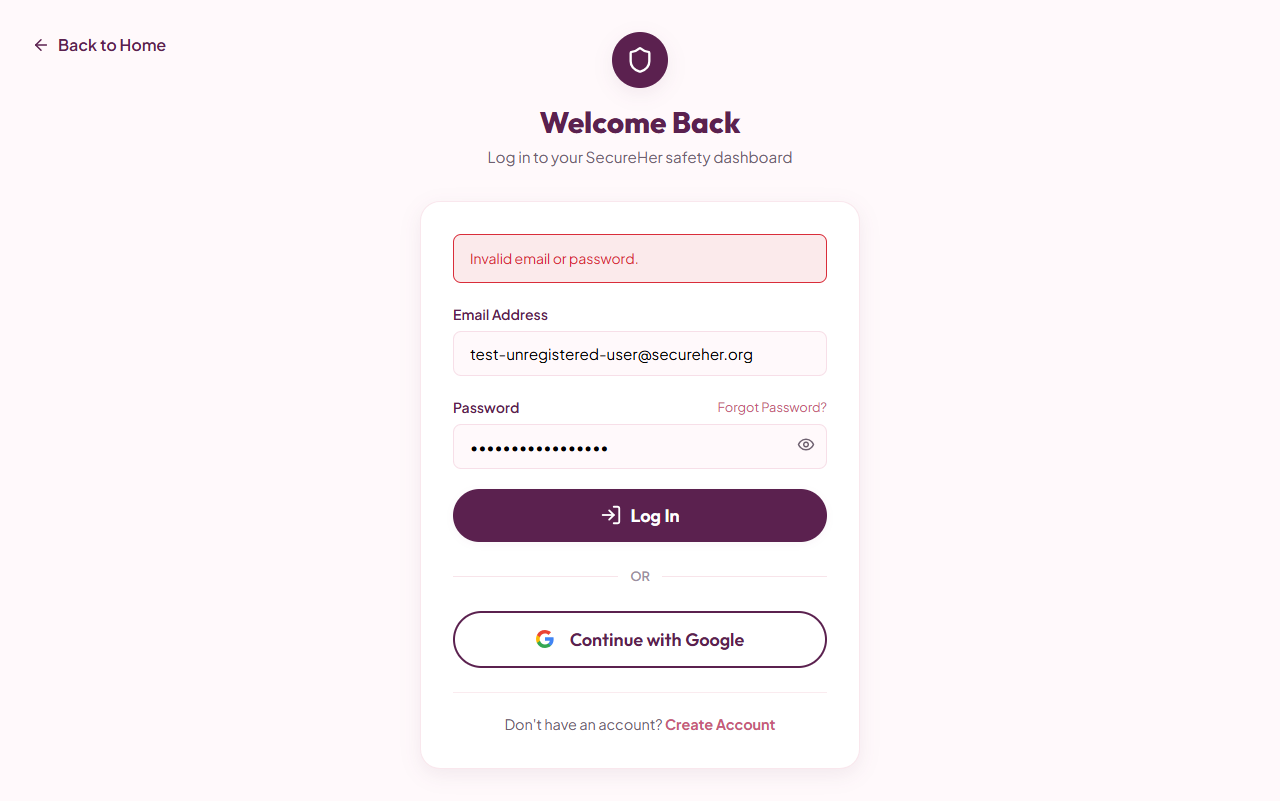 Back to Home
Welcome Back
Log in to your SecureHer safety dashboard
Invalid email or password.
Email Address
test-unregistered-user@secureher.org
Password
Forgot Password?
•••••••••••••••••
Log In
OR
Continue with Google
Don't have an account? Create Account